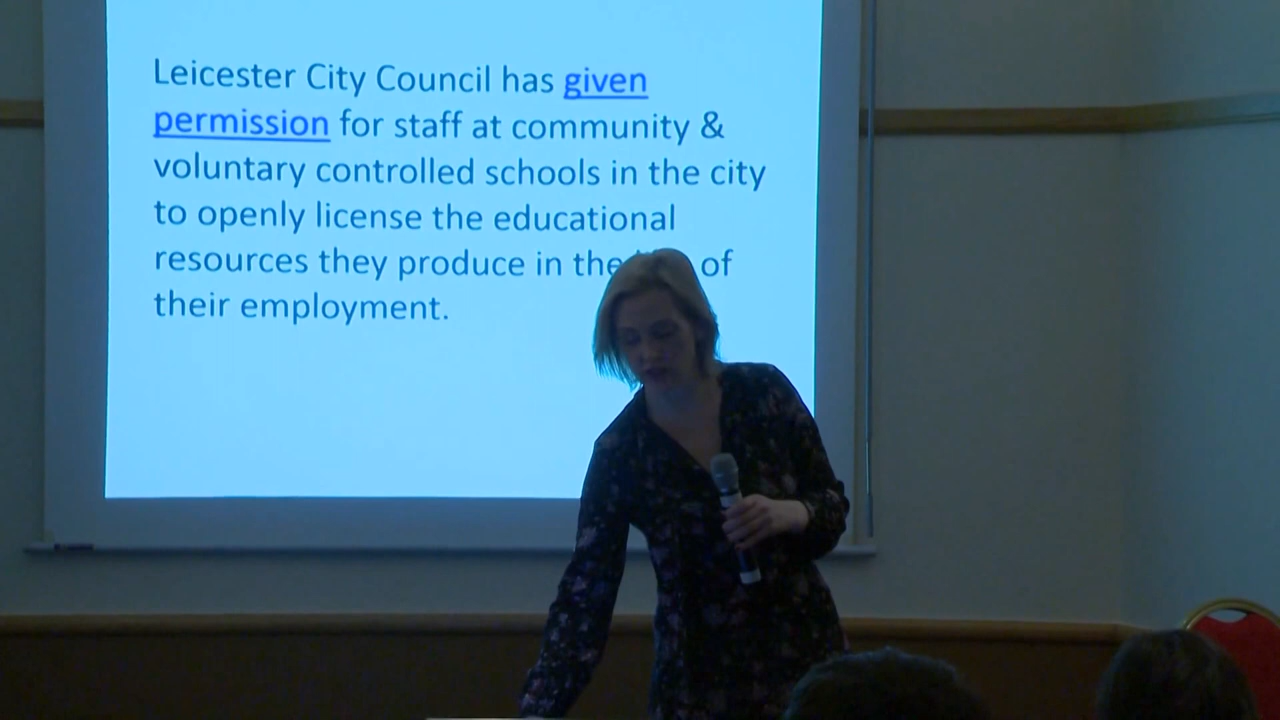 Leicester City Council has given
permission for staff at community &
voluntary controlled schools in the city
to openly license the educational
resources they produce in the of
their employment.